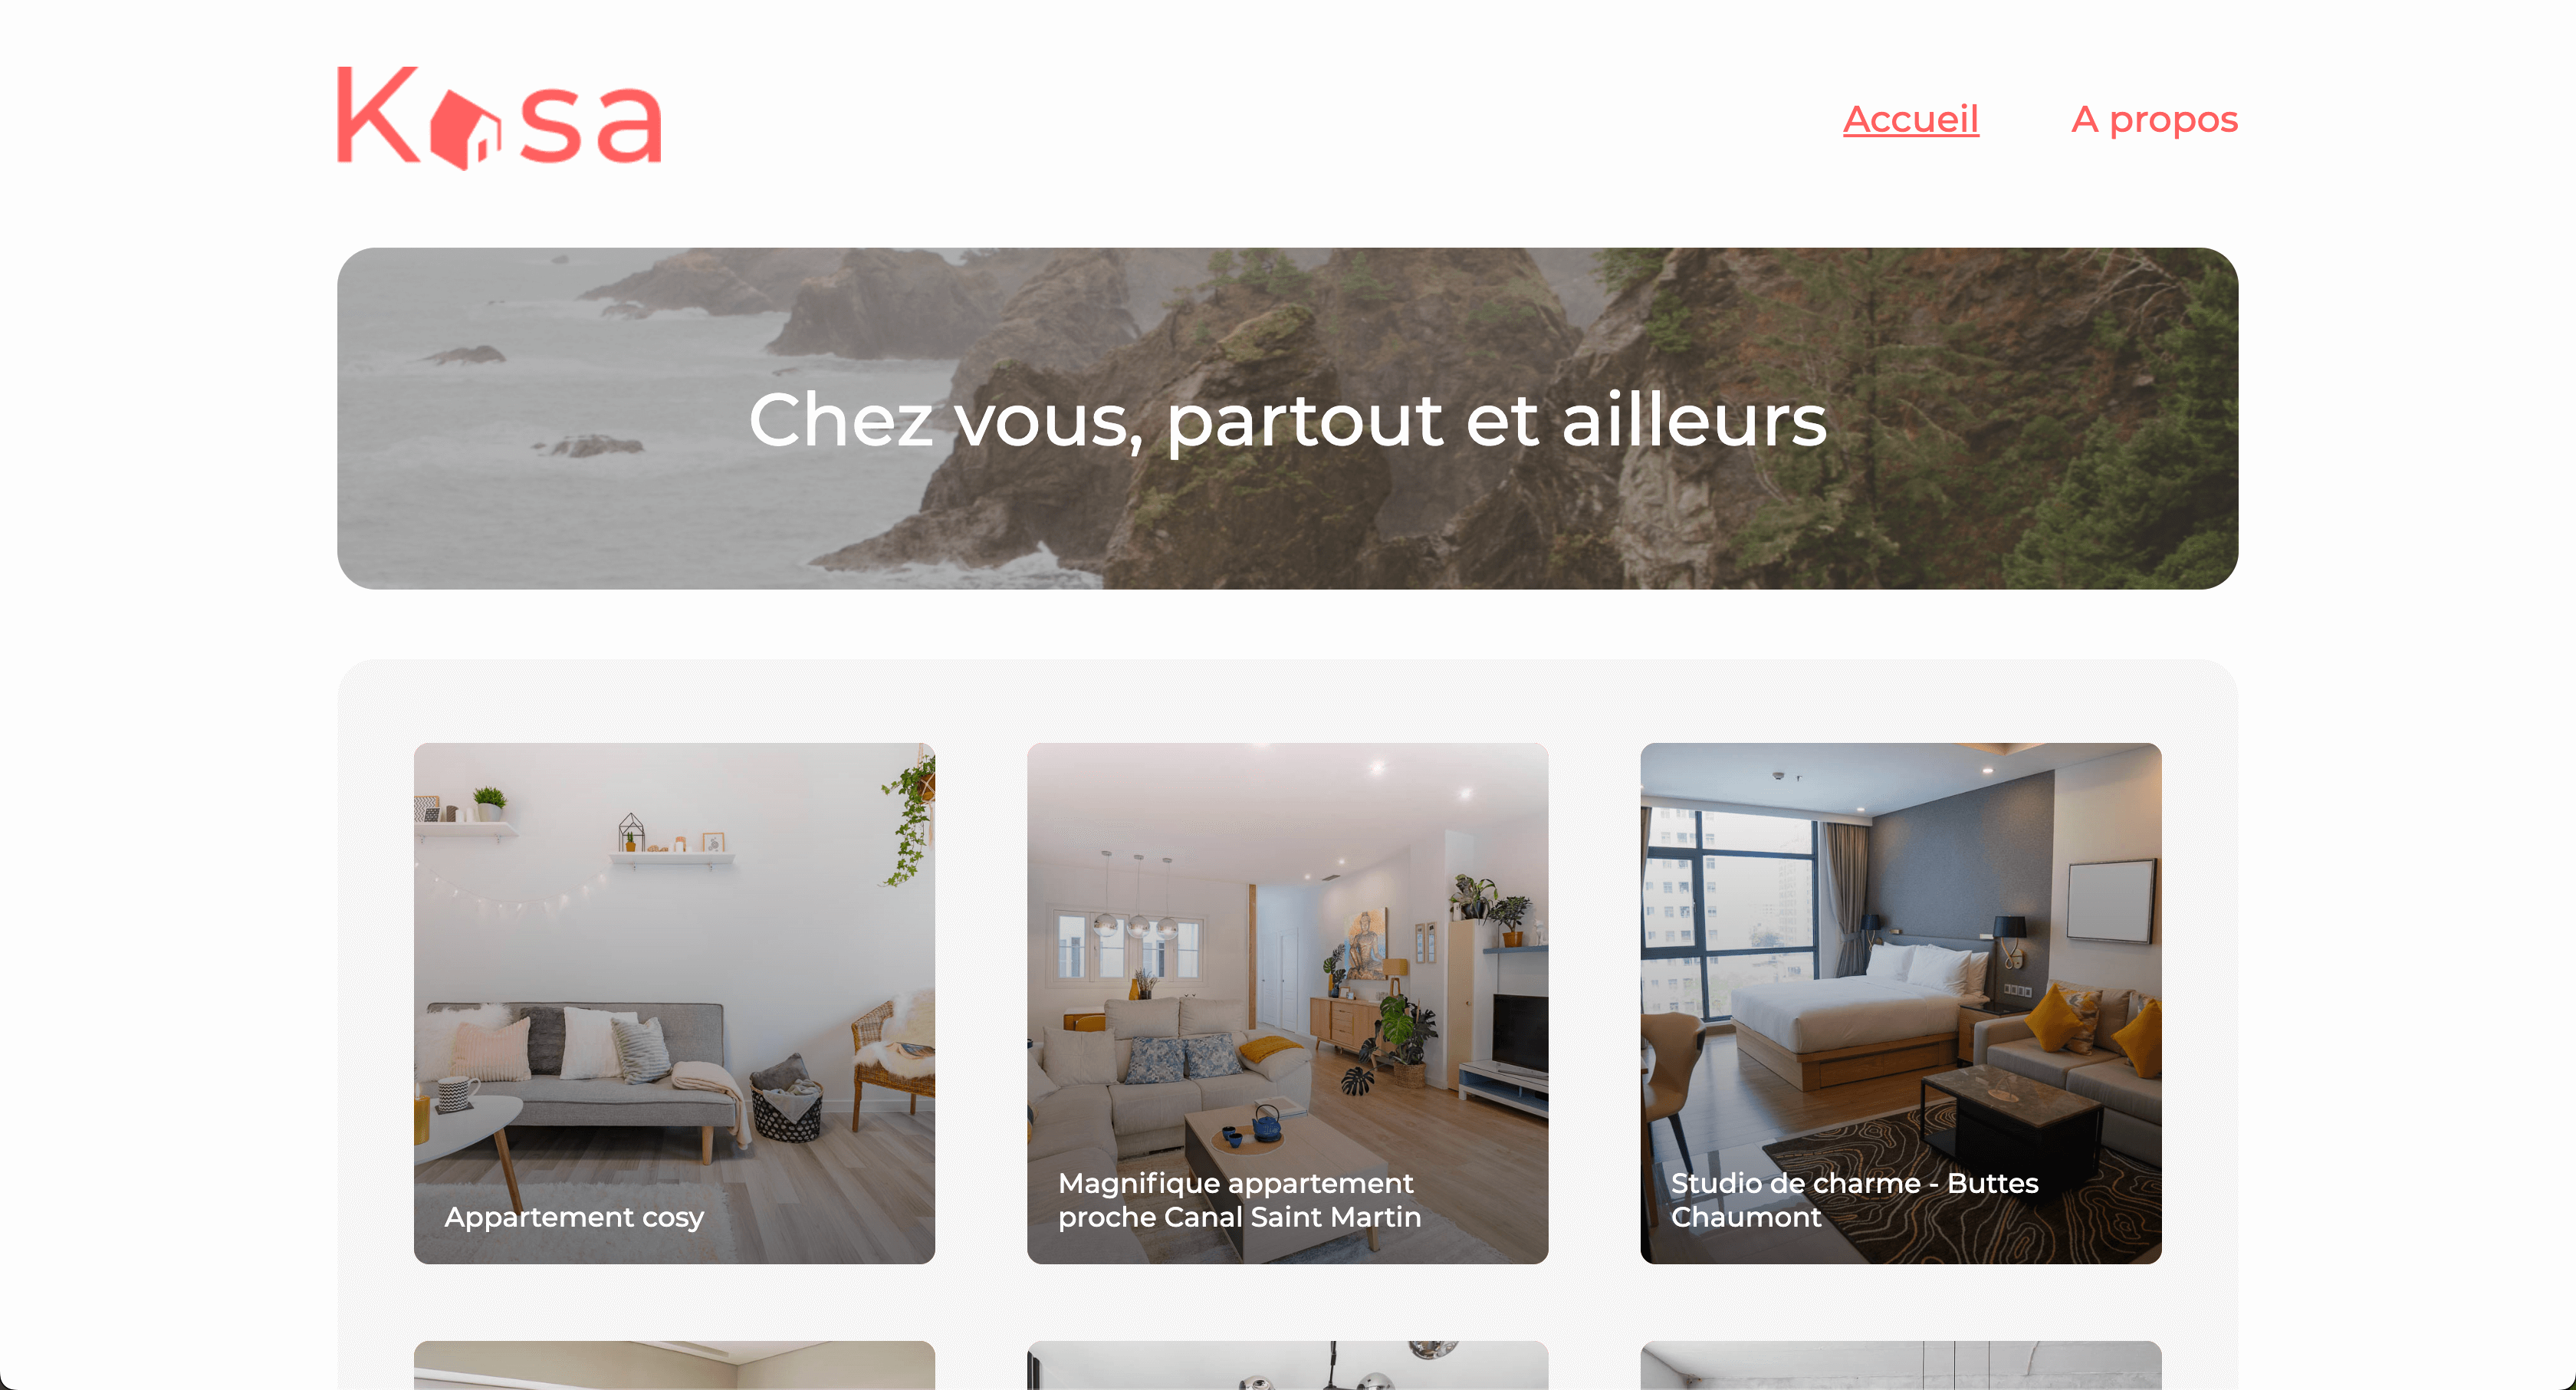 Kasa
Accueil
A propos
Chez vous, partout et ailleurs
Appartement cosy
Magnifique appartement
proche Canal Saint Martin
Studio de charme - Buttes
Chaumont